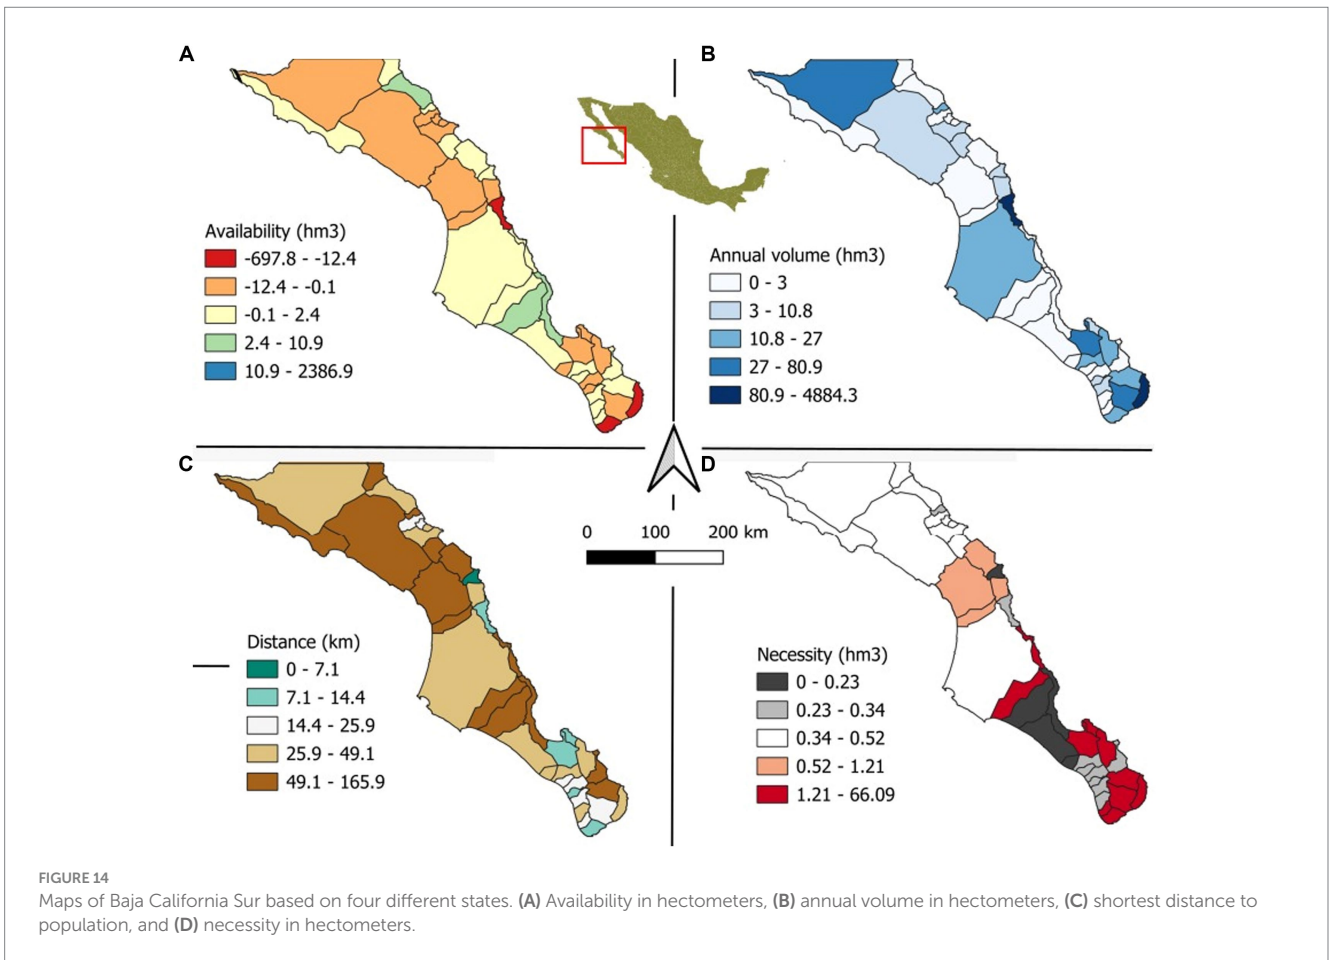 A
B
Availability (hm3)
-697.8 - -12.4
-12.4 - -0.1
-0.1 - 2.4
2.4 - 10.9
10.9 - 2386.9
Annual volume (hm3)
0 - 3
3 - 10.8
10.8 - 27
27 - 80.9
80.9 - 4884.3
C
D
0 100 200 km
Distance (km)
0 - 7.1
7.1 - 14.4
14.4 - 25.9
25.9 - 49.1
49.1 - 165.9
Necessity (hm3)
0 - 0.23
0.23 - 0.34
0.34 - 0.52
0.52 - 1.21
1.21 - 66.09
FIGURE 14
Maps of Baja California Sur based on four different states. (A) Availability in hectometers, (B) annual volume in hectometers, (C) shortest distance to
population, and (D) necessity in hectometers.